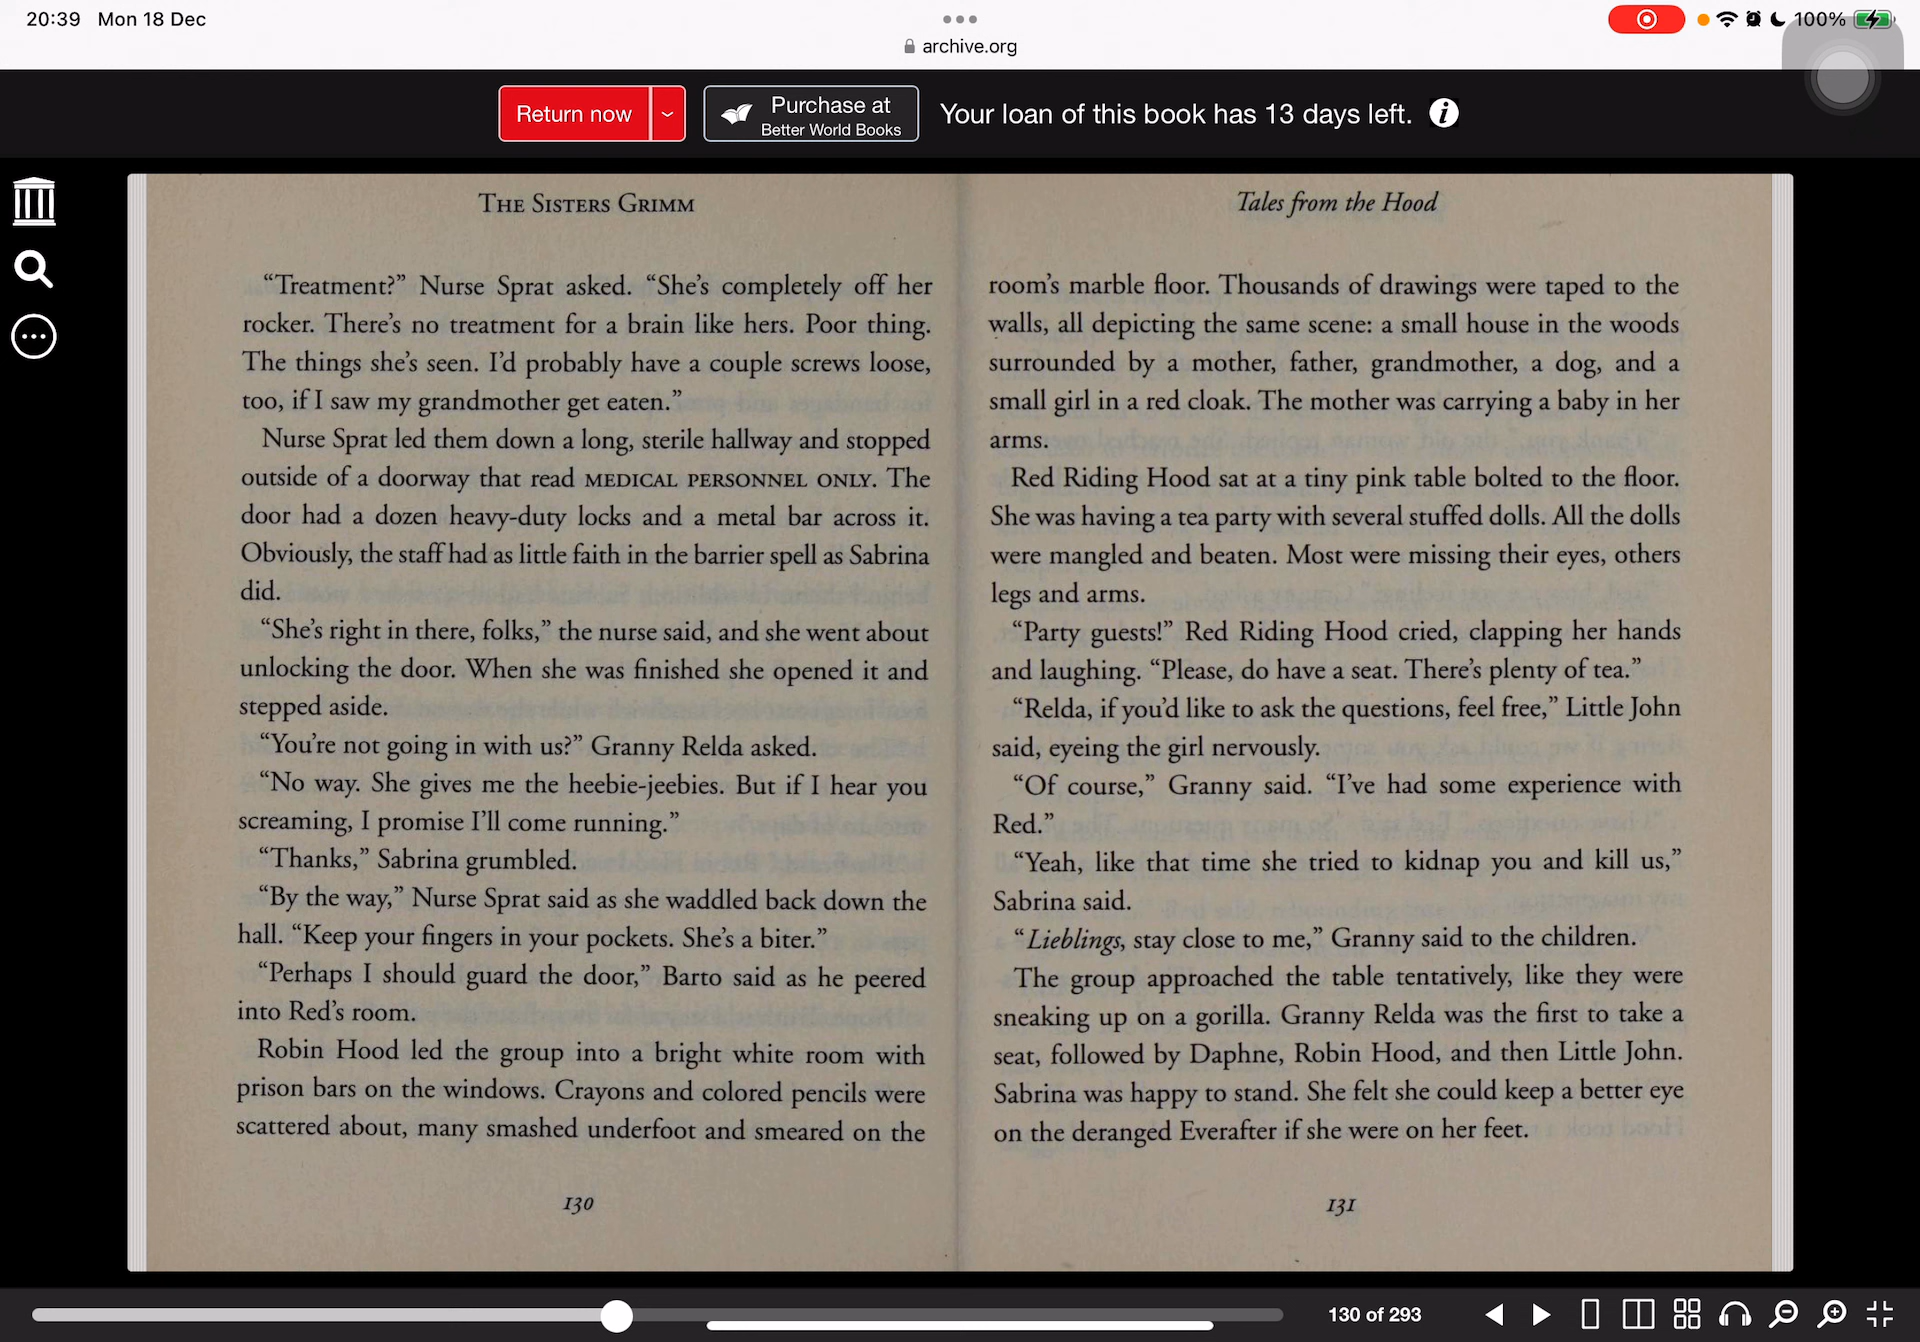 20:39 Mon 18 Dec
100%
archive.org
Return now
Purchase at
Better World Books
Your loan of this book has 13 days left.
The Sisters Grimm
“Treatment?” Nurse Sprat asked. “She’s completely off her
rocker. There’s no treatment for a brain like hers. Poor thing.
The things she’s seen. I’d probably have a couple screws loose,
too, if I saw my grandmother get eaten.”
Nurse Sprat led them down a long, sterile hallway and stopped
outside of a doorway that read MEDICAL PERSONNEL ONLY. The
door had a dozen heavy-duty locks and a metal bar across it.
Obviously, the staff had as little faith in the barrier spell as Sabrina
did.
“She’s right in there, folks,” the nurse said, and she went about
unlocking the door. When she was finished she opened it and
stepped aside.
“You’re not going in with us?” Granny Relda asked.
“No way. She gives me the heebie-jeebies. But if I hear you
screaming, I promise I’ll come running.”
“Thanks,” Sabrina grumbled.
“By the way,” Nurse Sprat said as she waddled back down the
hall. “Keep your fingers in your pockets. She’s a biter.”
“Perhaps I should guard the door,” Barto said as he peered
into Red’s room.
Robin Hood led the group into a bright white room with
prison bars on the windows. Crayons and colored pencils were
scattered about, many smashed underfoot and smeared on the
130
Tales from the Hood
room’s marble floor. Thousands of drawings were taped to the
walls, all depicting the same scene: a small house in the woods
surrounded by a mother, father, grandmother, a dog, and a
small girl in a red cloak. The mother was carrying a baby in her
arms.
Red Riding Hood sat at a tiny pink table bolted to the floor.
She was having a tea party with several stuffed dolls. All the dolls
were mangled and beaten. Most were missing their eyes, others
legs and arms.
“Party guests!” Red Riding Hood cried, clapping her hands
and laughing. “Please, do have a seat. There’s plenty of tea.”
“Relda, if you’d like to ask the questions, feel free,” Little John
said, eyeing the girl nervously.
“Of course,” Granny said. “I’ve had some experience with
Red.”
“Yeah, like that time she tried to kidnap you and kill us,”
Sabrina said.
“Lieblings, stay close to me,” Granny said to the children.
The group approached the table tentatively, like they were
sneaking up on a gorilla. Granny Relda was the first to take a
seat, followed by Daphne, Robin Hood, and then Little John.
Sabrina was happy to stand. She felt she could keep a better eye
on the deranged Everafter if she were on her feet.
131
130 of 293